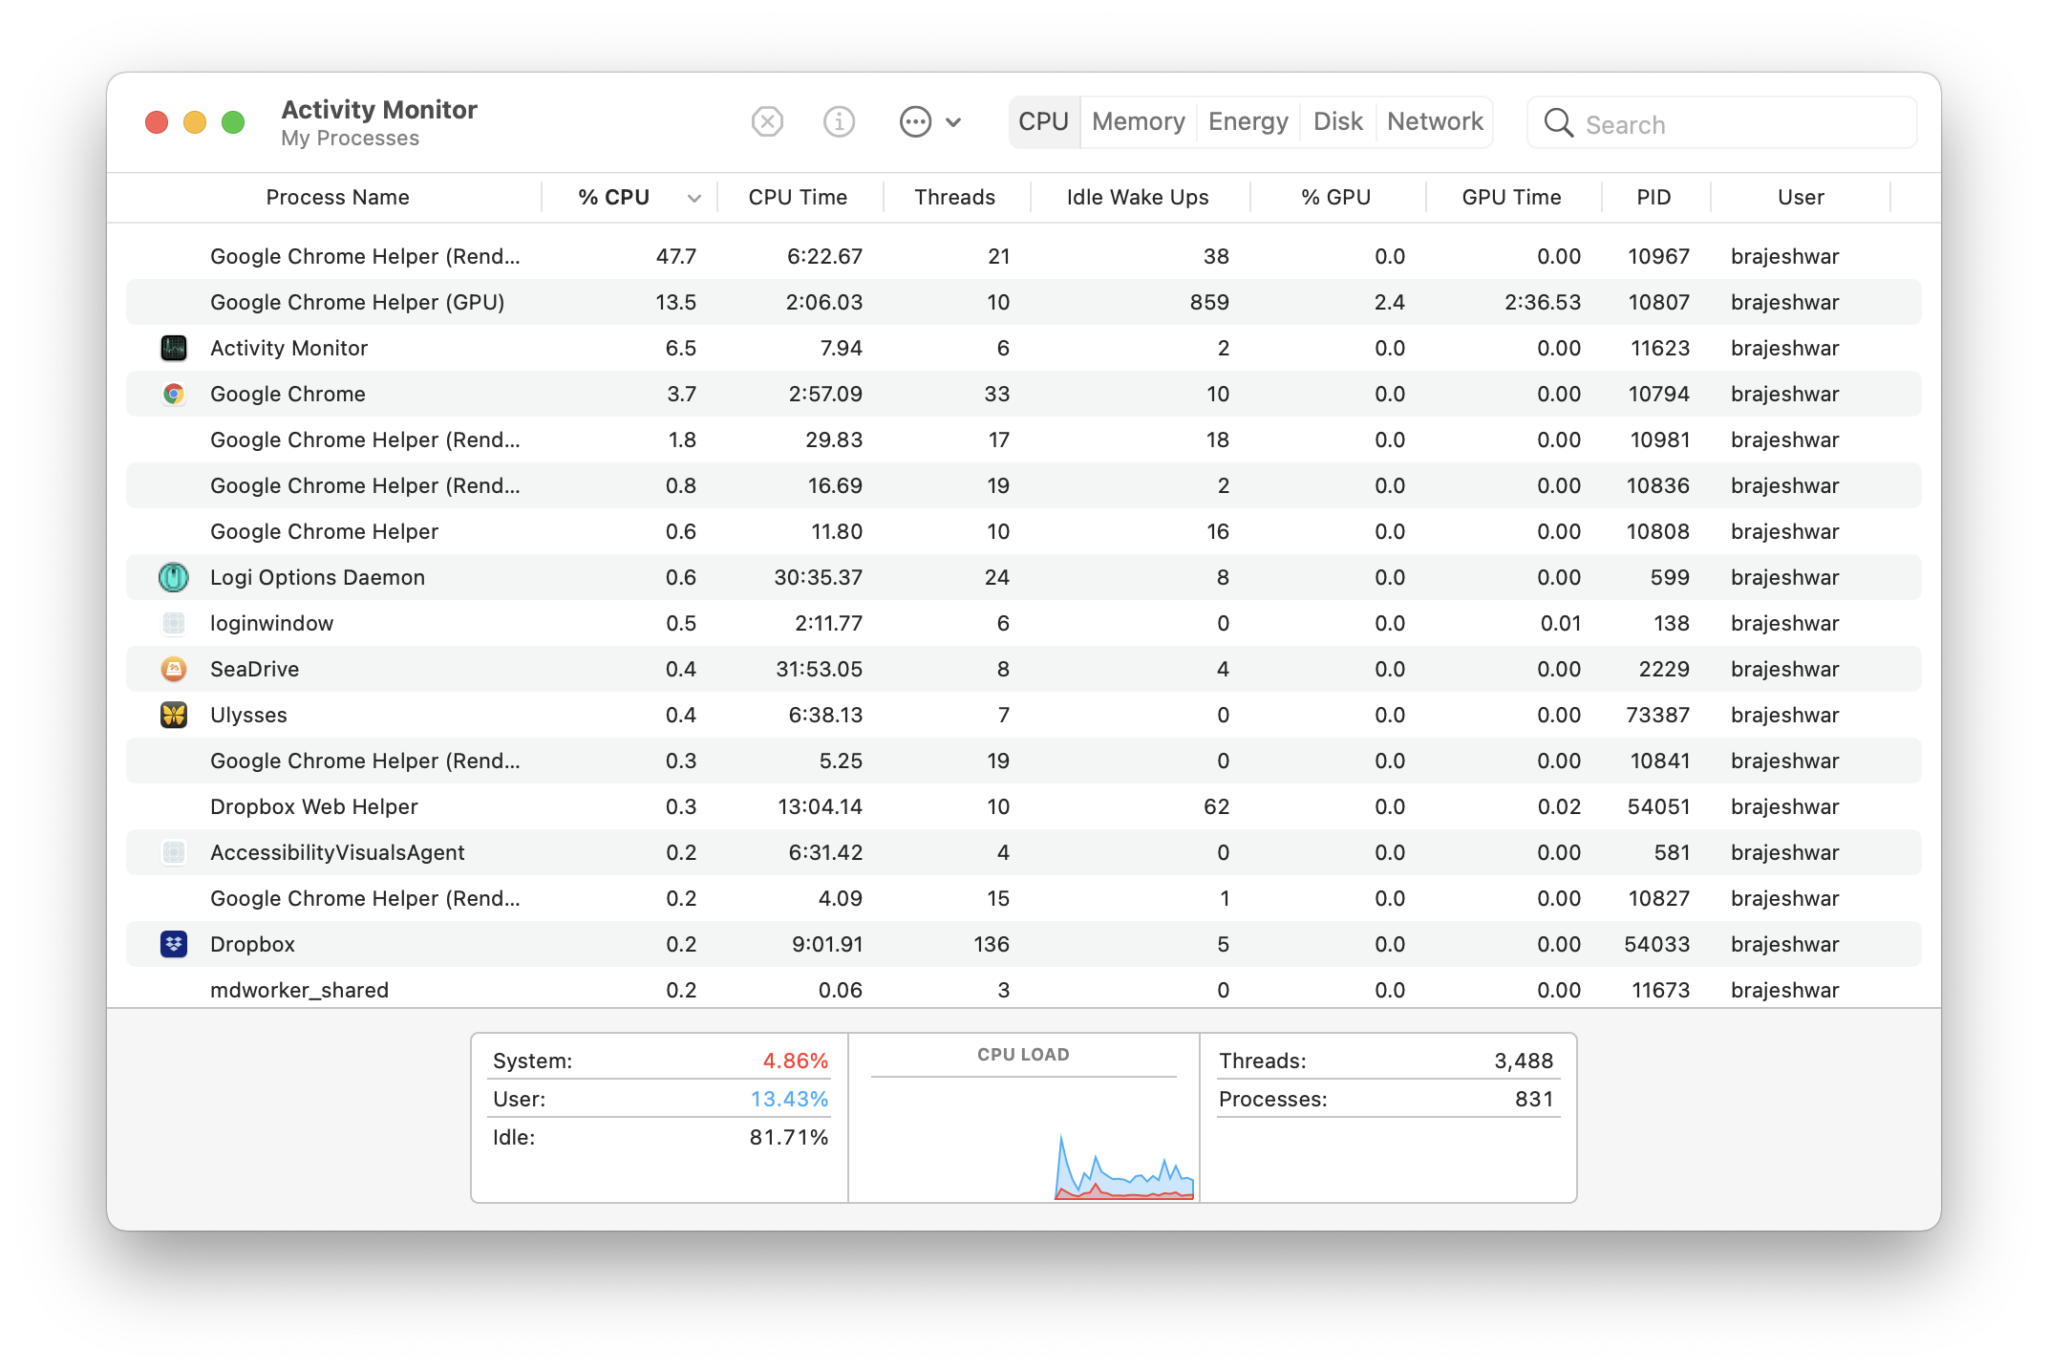 Activity Monitor
My Processes
CPU Memory Energy Disk Network
Search
Process Name % CPU CPU Time Threads Idle Wake Ups % GPU GPU Time PID User
Google Chrome Helper (Rend... 47.7 6:22.67 21 38 0.0 0.00 10967 brajeshwar
Google Chrome Helper (GPU) 13.5 2:06.03 10 859 2.4 2:36.53 10807 brajeshwar
Activity Monitor 6.5 7.94 6 2 0.0 0.00 11623 brajeshwar
Google Chrome 3.7 2:57.09 33 10 0.0 0.00 10794 brajeshwar
Google Chrome Helper (Rend... 1.8 29.83 17 18 0.0 0.00 10981 brajeshwar
Google Chrome Helper (Rend... 0.8 16.69 19 2 0.0 0.00 10836 brajeshwar
Google Chrome Helper 0.6 11.80 10 16 0.0 0.00 10808 brajeshwar
Logi Options Daemon 0.6 30:35.37 24 8 0.0 0.00 599 brajeshwar
loginwindow 0.5 2:11.77 6 0 0.0 0.01 138 brajeshwar
SeaDrive 0.4 31:53.05 8 4 0.0 0.00 2229 brajeshwar
Ulysses 0.4 6:38.13 7 0 0.0 0.00 73387 brajeshwar
Google Chrome Helper (Rend... 0.3 5.25 19 0 0.0 0.00 10841 brajeshwar
Dropbox Web Helper 0.3 13:04.14 10 62 0.0 0.02 54051 brajeshwar
AccessibilityVisualsAgent 0.2 6:31.42 4 0 0.0 0.00 581 brajeshwar
Google Chrome Helper (Rend... 0.2 4.09 15 1 0.0 0.00 10827 brajeshwar
Dropbox 0.2 9:01.91 136 5 0.0 0.00 54033 brajeshwar
mdworker_shared 0.2 0.06 3 0 0.0 0.00 11673 brajeshwar
System: 4.86%
User: 13.43%
Idle: 81.71%
CPU LOAD
Threads: 3,488
Processes: 831